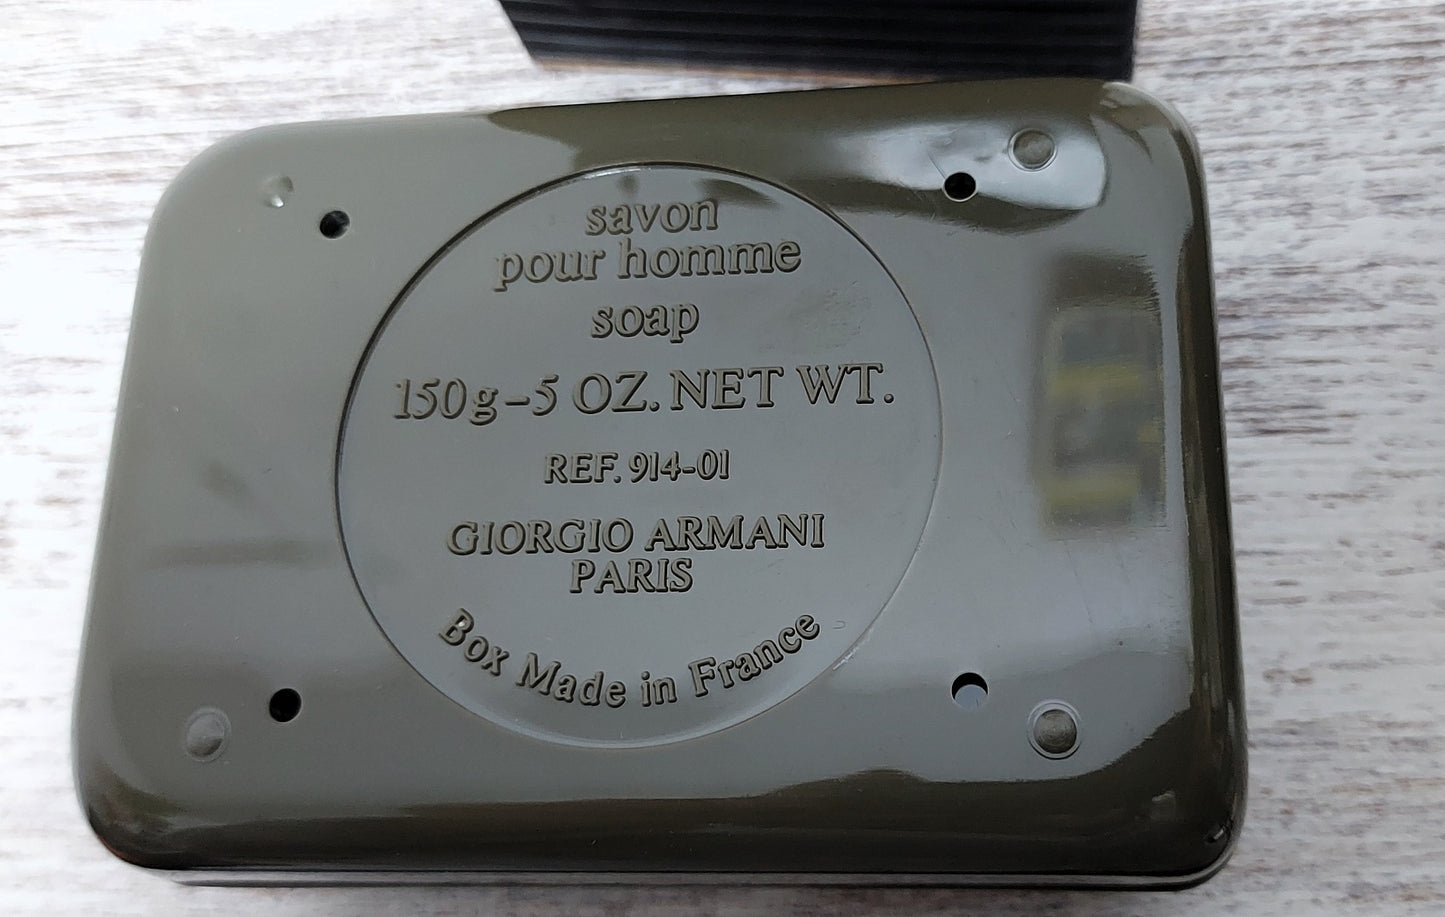 savon
pour homme
soap
150g-5 OZ. NET WT.
REF. 914-01
GIORGIO ARMANI
PARIS
Box Made in France